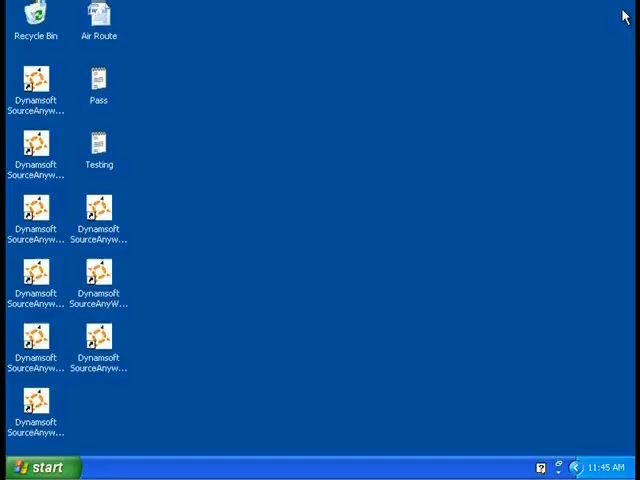 Recycle Bin
Air Route
Dynamsoft
SourceAnyw...
Pass
Dynamsoft
SourceAnyw...
Testing
Dynamsoft
SourceAnyw...
Dynamsoft
SourceAnyw...
Dynamsoft
SourceAnyw...
Dynamsoft
SourceAnyW...
Dynamsoft
SourceAnyw...
Dynamsoft
SourceAnyw...
Dynamsoft
SourceAnyw...
start
11:45 AM